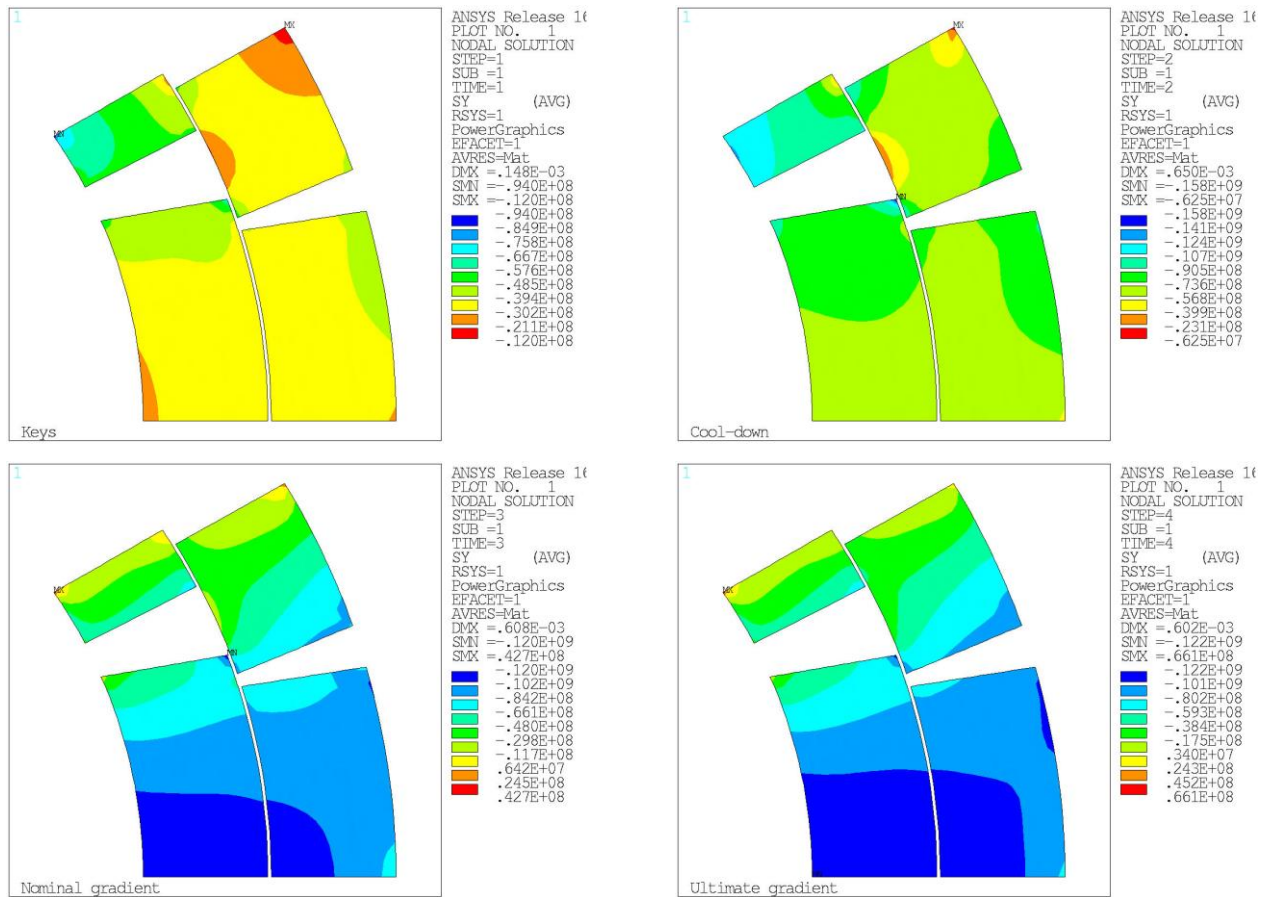 1
MX
MN
Keys
ANSYS Release 16
PLOT NO. 1
NODAL SOLUTION
STEP=1
SUB =1
TIME=1
SY (AVG)
RSYS=1
PowerGraphics
EFACET=1
AVRES=Mat
DMX =.148E-03
SMN =-.940E+08
SMX =-.120E+08
-.940E+08
-.849E+08
-.758E+08
-.667E+08
-.576E+08
-.485E+08
-.394E+08
-.302E+08
-.211E+08
-.120E+08
1
MX
MN
Cool-down
ANSYS Release 16
PLOT NO. 1
NODAL SOLUTION
STEP=2
SUB =1
TIME=2
SY (AVG)
RSYS=1
PowerGraphics
EFACET=1
AVRES=Mat
DMX =.650E-03
SMN =-.158E+09
SMX =-.625E+07
-.158E+09
-.141E+09
-.124E+09
-.107E+09
-.905E+08
-.736E+08
-.568E+08
-.399E+08
-.231E+08
-.625E+07
1
MX
MN
Nominal gradient
ANSYS Release 16
PLOT NO. 1
NODAL SOLUTION
STEP=3
SUB =1
TIME=3
SY (AVG)
RSYS=1
PowerGraphics
EFACET=1
AVRES=Mat
DMX =.608E-03
SMN =-.120E+09
SMX =.427E+08
-.120E+09
-.102E+09
-.842E+08
-.661E+08
-.480E+08
-.298E+08
-.117E+08
.642E+07
.245E+08
.427E+08
1
MX
MN
Ultimate gradient
ANSYS Release 16
PLOT NO. 1
NODAL SOLUTION
STEP=4
SUB =1
TIME=4
SY (AVG)
RSYS=1
PowerGraphics
EFACET=1
AVRES=Mat
DMX =.602E-03
SMN =-.122E+09
SMX =.661E+08
-.122E+09
-.101E+09
-.802E+08
-.593E+08
-.384E+08
-.175E+08
.340E+07
.243E+08
.452E+08
.661E+08